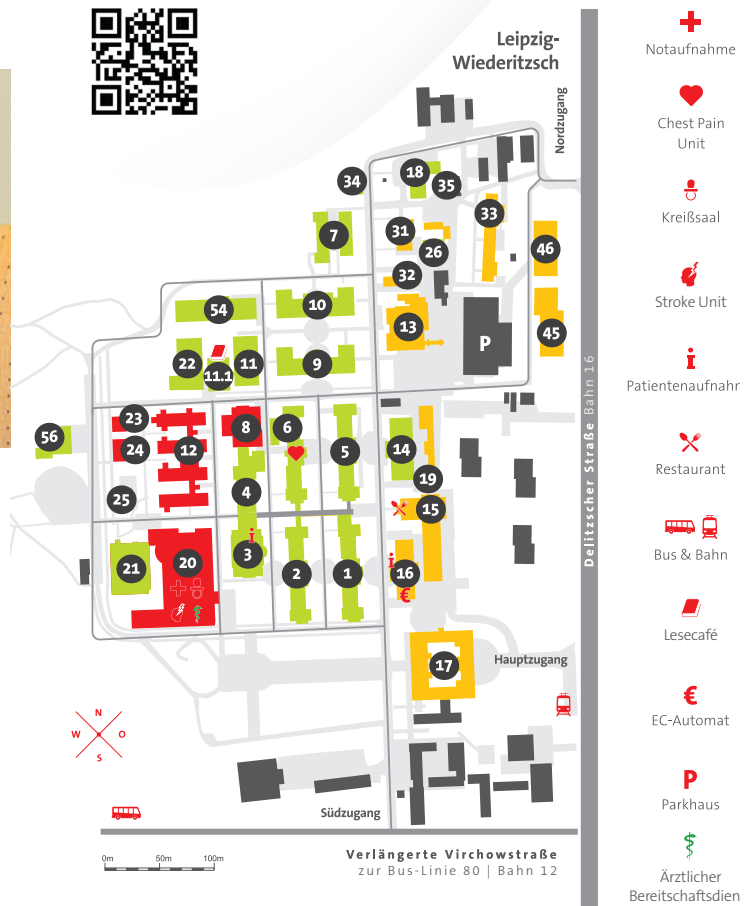 Leipzig-
Wiederitzsch
Nordzugang
34
18
35
33
7
31
26
46
32
54
10
13
45
P
22
11.1
11
9
Delitzscher Straße Bahn 16
23
8
6
56
24
12
5
14
4
19
25
15
21
20
3
2
1
16
€
17
Hauptzugang
N
W
O
S
Südzugang
0m
50m
100m
Verlängerte Virchowstraße
zur Bus-Linie 80 | Bahn 12
Notaufnahme
Chest Pain
Unit
Kreißsaal
Stroke Unit
i
Patientenaufnahr
Restaurant
Bus & Bahn
Lesecafé
€
EC-Automat
P
Parkhaus
Ärztlicher
Bereitschaftsdien